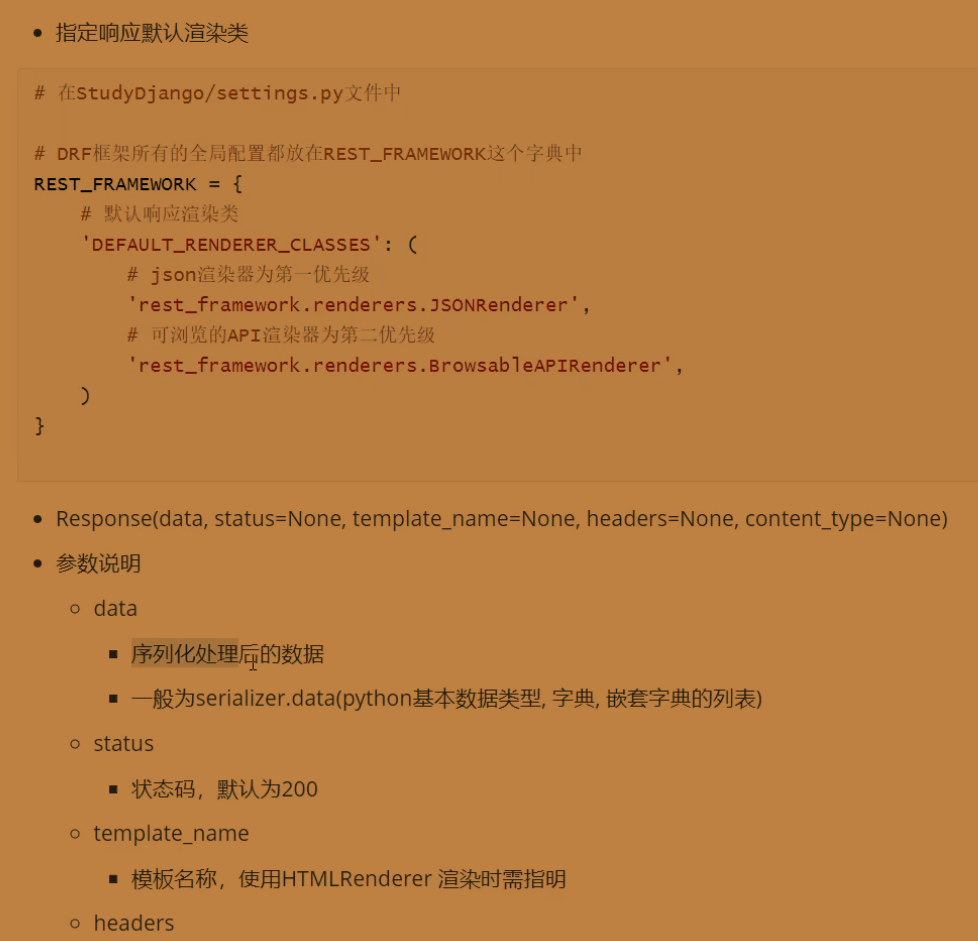 指定响应默认渲染类
# 在StudyDjango/settings.py文件中
# DRF框架所有的全局配置都放在REST_FRAMEWORK这个字典中
REST_FRAMEWORK = {
# 默认响应渲染类
'DEFAULT_RENDERER_CLASSES': (
# json渲染器为第一优先级
'rest_framework.renderers.JSONRenderer',
# 可浏览的API渲染器为第二优先级
'rest_framework.renderers.BrowsableAPIRenderer',
)
}
Response(data, status=None, template_name=None, headers=None, content_type=None)
参数说明
data
序列化处理后的数据
一般为serializer.data(python基本数据类型, 字典, 嵌套字典的列表)
status
状态码，默认为200
template_name
模板名称，使用HTMLRenderer 渲染时需指明
headers